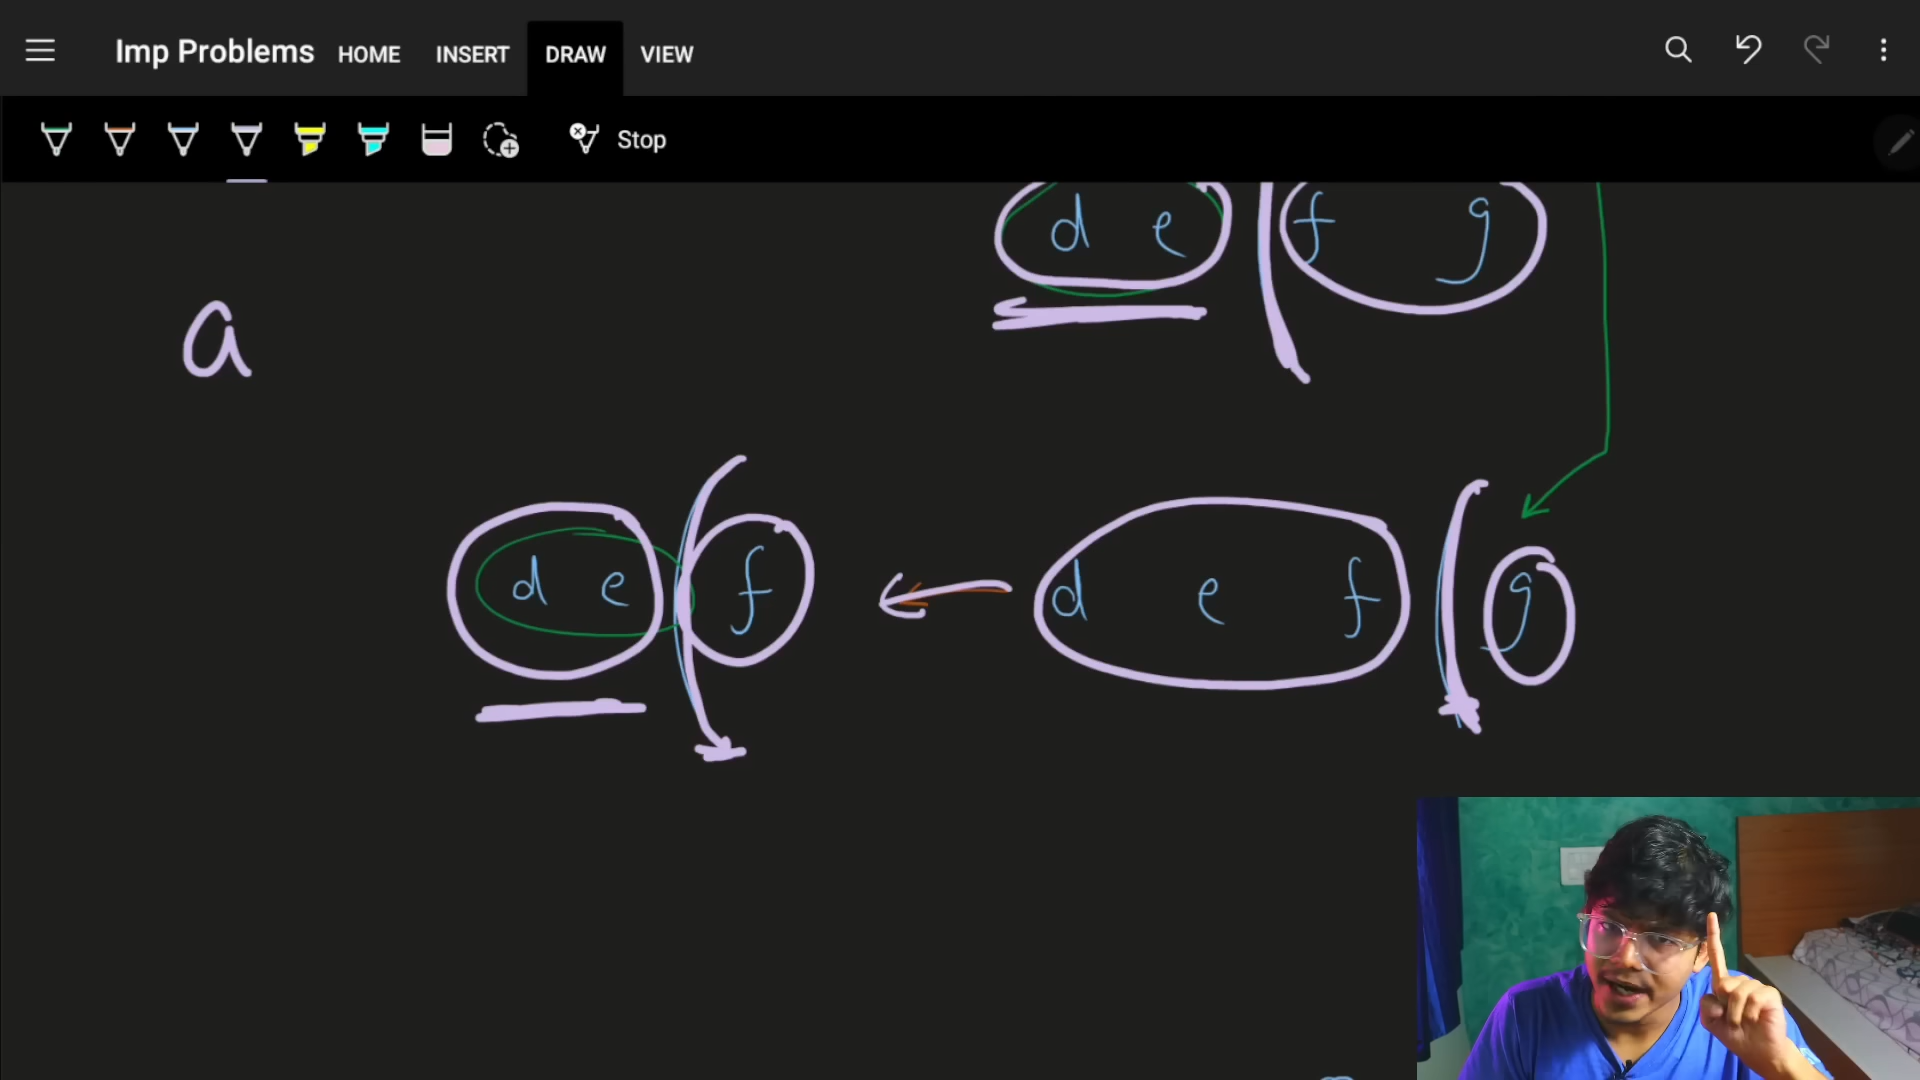 Imp Problems HOME INSERT DRAW VIEW
Stop
d e f g
a
d e f d e f g